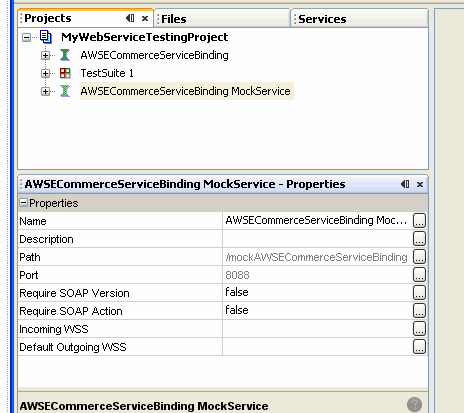 Projects
Files
Services
MyWebServiceTestingProject
AWSECommerceServiceBinding
TestSuite 1
AWSECommerceServiceBinding MockService
AWSECommerceServiceBinding MockService - Properties
Properties
Name AWSECommerceServiceBinding Moc... ...
Description ...
Path /mockAWSECommerceServiceBinding ...
Port 8088 ...
Require SOAP Version false ...
Require SOAP Action false ...
Incoming WSS ...
Default Outgoing WSS ...
AWSECommerceServiceBinding MockService ?